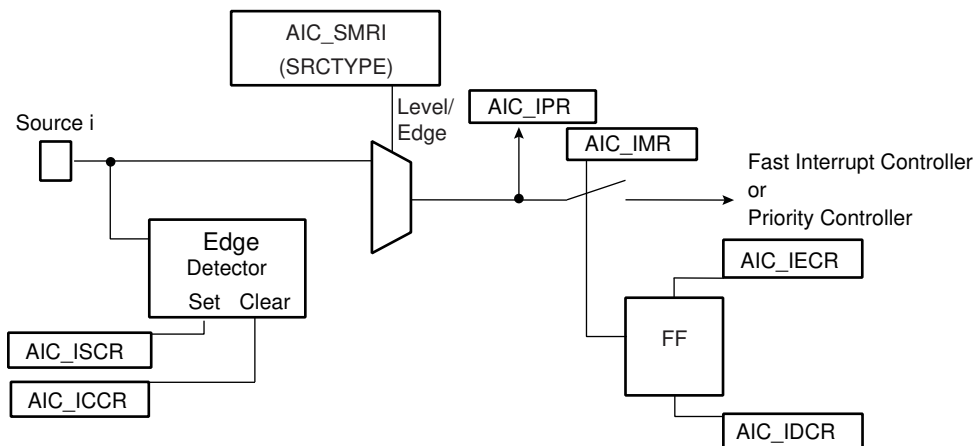 AIC_SMRI
(SRCTYPE)
Level/
Edge
AIC_IPR
Source i
AIC_IMR
Fast Interrupt Controller
or
Priority Controller
Edge
Detector
Set Clear
AIC_IECR
FF
AIC_ISCR
AIC_ICCR
AIC_IDCR